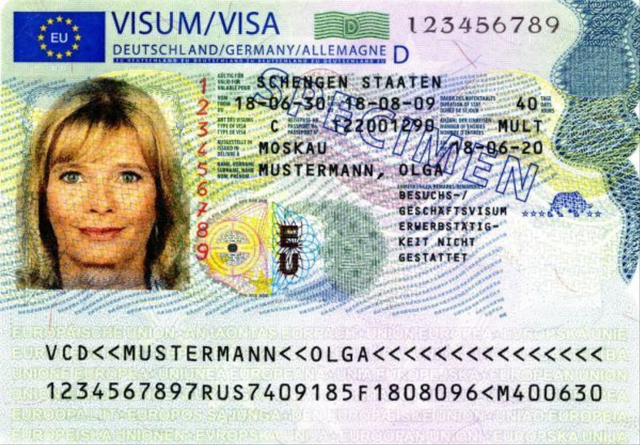 EU
VISUM/VISA
DEUTSCHLAND/GERMANY/ALLEMAGNE D
D
123456789
SCHENGEN STAATEN
18-06-30 18-08-09 40
C 122001290 MULT
MOSKAU 18-06-20
MUSTERMANN, OLGA
SPECIMEN
BESUCHS-/
GESCHÄFTSVISUM
ERWERBSTÄTIG-
KEIT NICHT
GESTATTET
1
2
3
4
5
6
7
8
9
EU
VCD<<MUSTERMANN<<OLGA<<<<<<<<<<<<<<<
1234567897RUS7409185F1808096<M400630